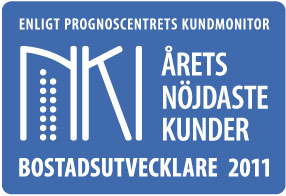 ENLIGT PROGNOSCENTRETS KUNDMONITOR
NKI
ÅRETS
NÖJDASTE
KUNDER
BOSTADSUTVECKLARE 2011